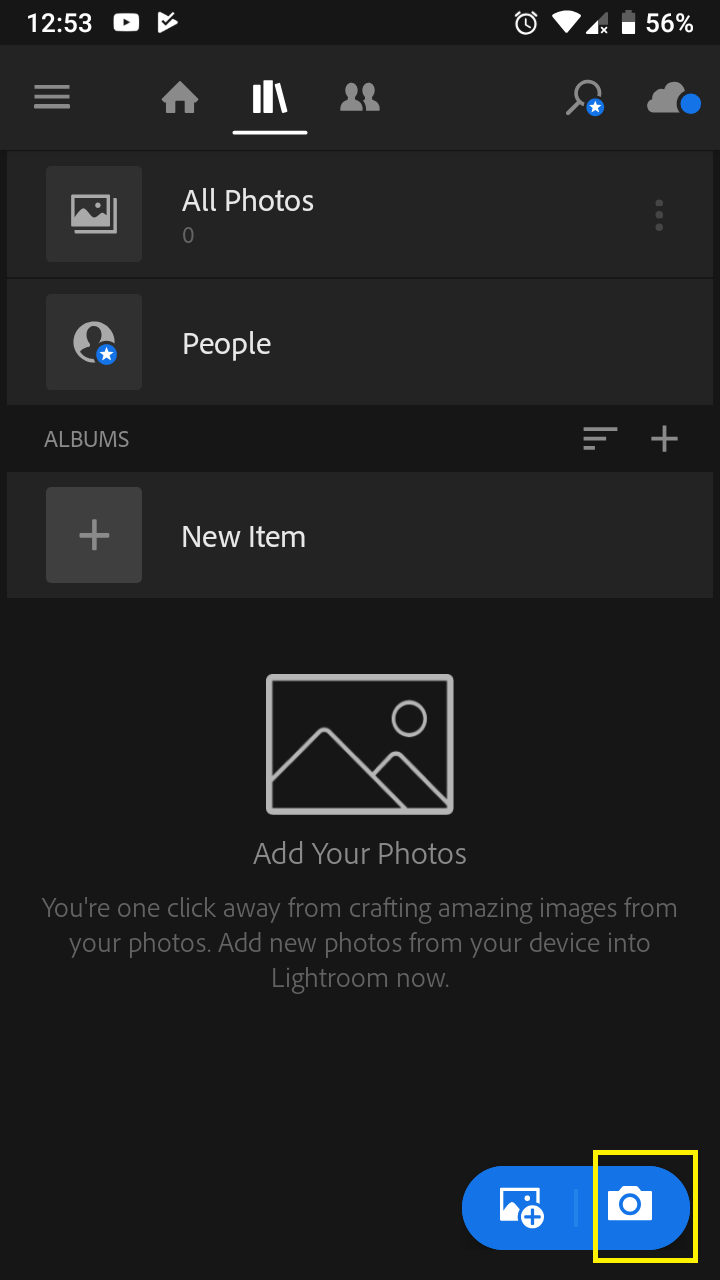 12:53
56%
All Photos
0
People
ALBUMS
New Item
Add Your Photos
You're one click away from crafting amazing images from
your photos. Add new photos from your device into
Lightroom now.